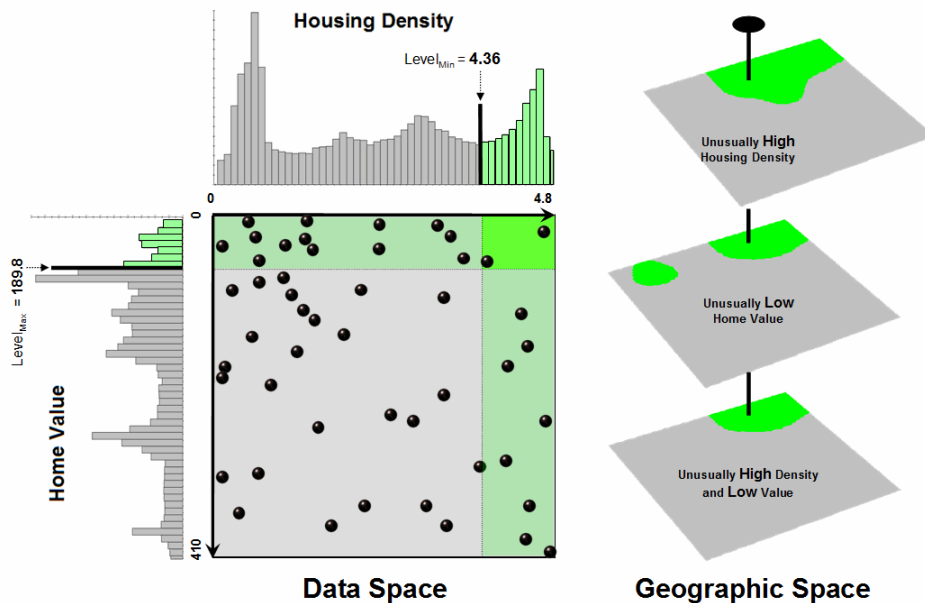 Housing Density
LevelMin = 4.36
0
4.8
0
LevelMax = 189.8
Home Value
410
Data Space
Unusually High
Housing Density
Unusually Low
Home Value
Unusually High Density
and Low Value
Geographic Space